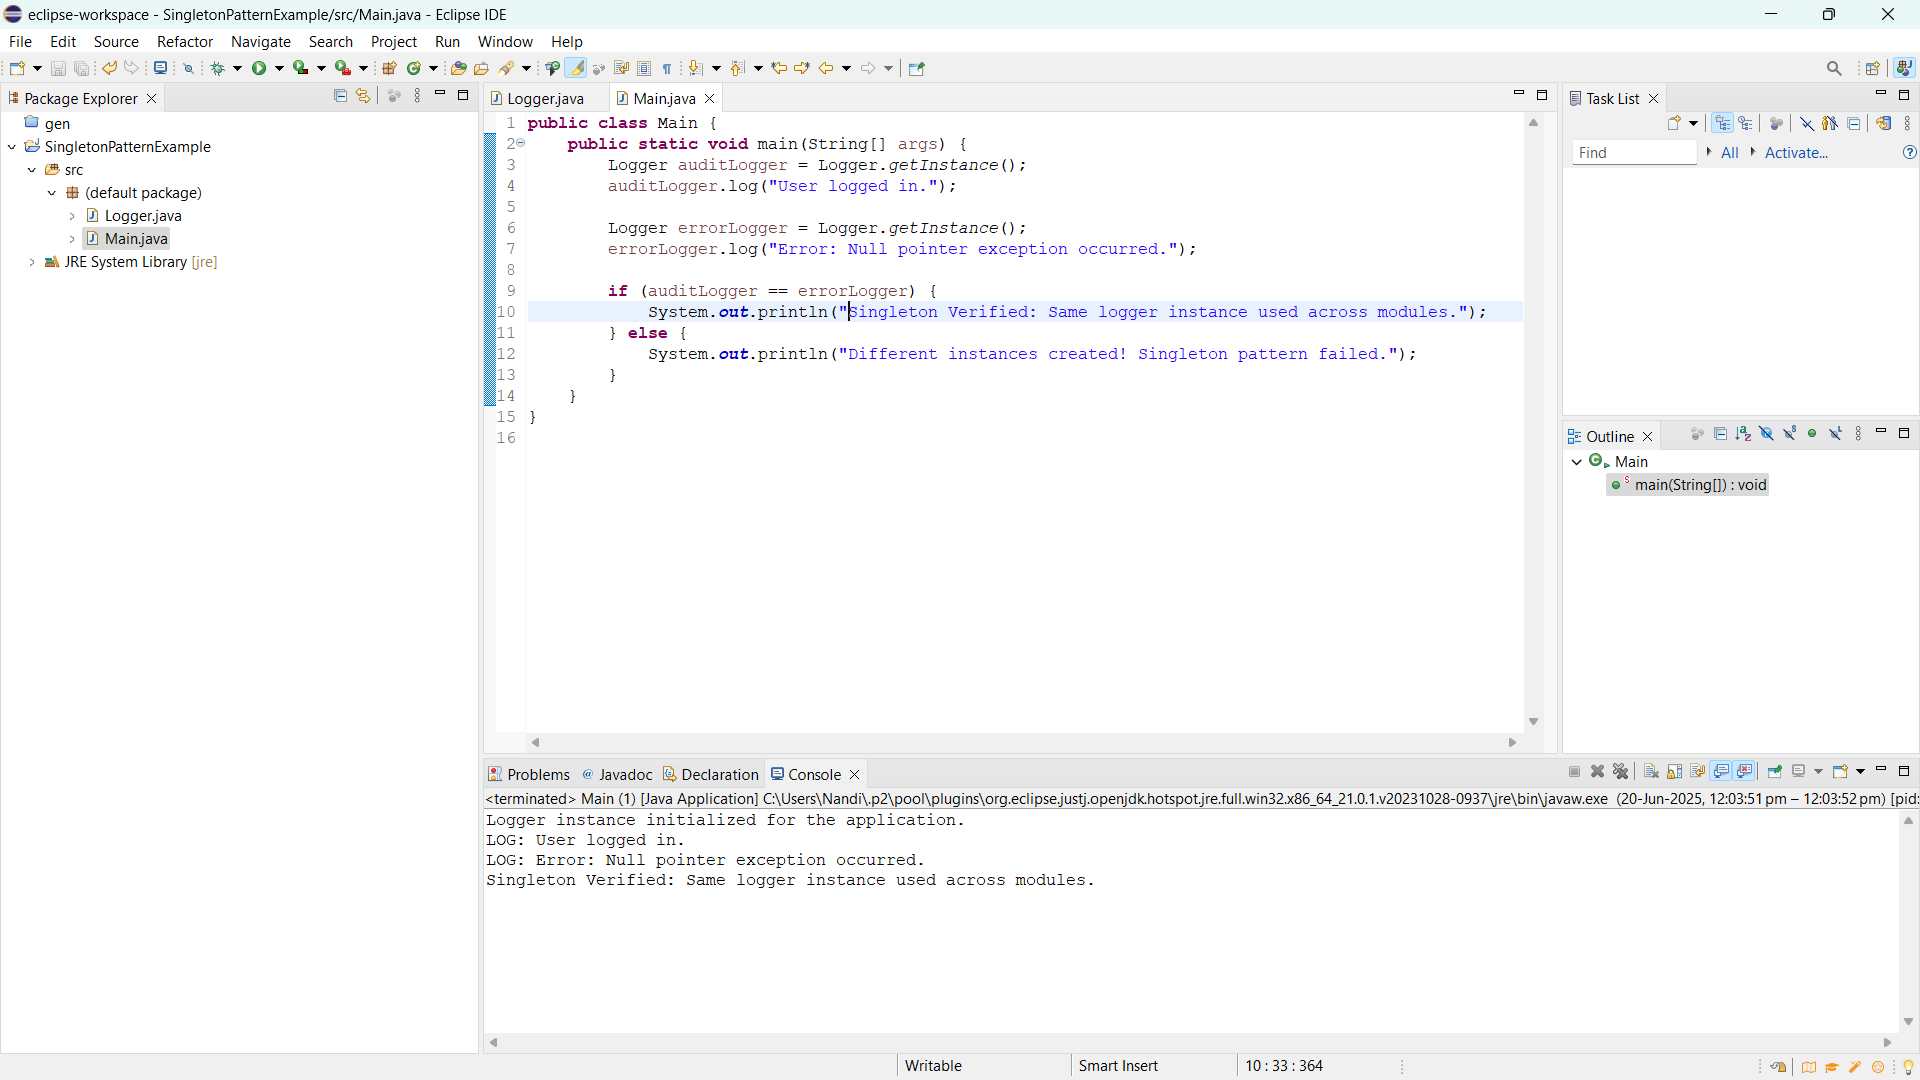 eclipse-workspace - SingletonPatternExample/src/Main.java - Eclipse IDE
File Edit Source Refactor Navigate Search Project Run Window Help
Package Explorer
gen
SingletonPatternExample
src
(default package)
Logger.java
Main.java
JRE System Library [jre]
Logger.java Main.java
1 public class Main {
2     public static void main(String[] args) {
3         Logger auditLogger = Logger.getInstance();
4         auditLogger.log("User logged in.");
5
6         Logger errorLogger = Logger.getInstance();
7         errorLogger.log("Error: Null pointer exception occurred.");
8
9         if (auditLogger == errorLogger) {
10             System.out.println("Singleton Verified: Same logger instance used across modules.");
11         } else {
12             System.out.println("Different instances created! Singleton pattern failed.");
13         }
14     }
15 }
16
Task List
Find All Activate...
Outline
Main
main(String[]) : void
Problems Javadoc Declaration Console
<terminated> Main (1) [Java Application] C:\Users\Nandi\.p2\pool\plugins\org.eclipse.justj.openjdk.hotspot.jre.full.win32.x86_64_21.0.1.v20231028-0937\jre\bin\javaw.exe (20-Jun-2025, 12:03:51 pm – 12:03:52 pm) [pid:
Logger instance initialized for the application.
LOG: User logged in.
LOG: Error: Null pointer exception occurred.
Singleton Verified: Same logger instance used across modules.
Writable Smart Insert 10 : 33 : 364